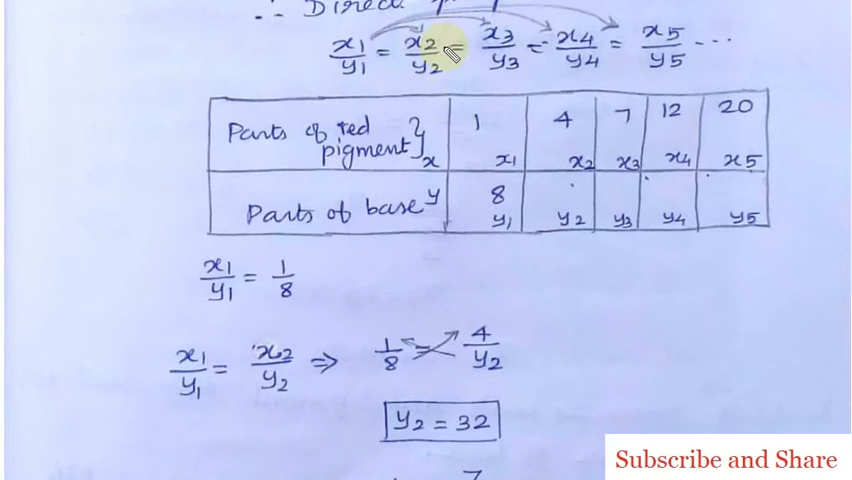 ∴ Direct
x1/y1 = x2/y2 = x3/y3 = x4/y4 = x5/y5 ...
Parts of red pigment } x 1 x1 4 x2 7 x3 12 x4 20 x5
Parts of base y 8 y1 y2 y3 y4 y5
x1/y1 = 1/8
x1/y1 = x2/y2 ⇒ 1/8 = 4/y2
y2 = 32
7
Subscribe and Share